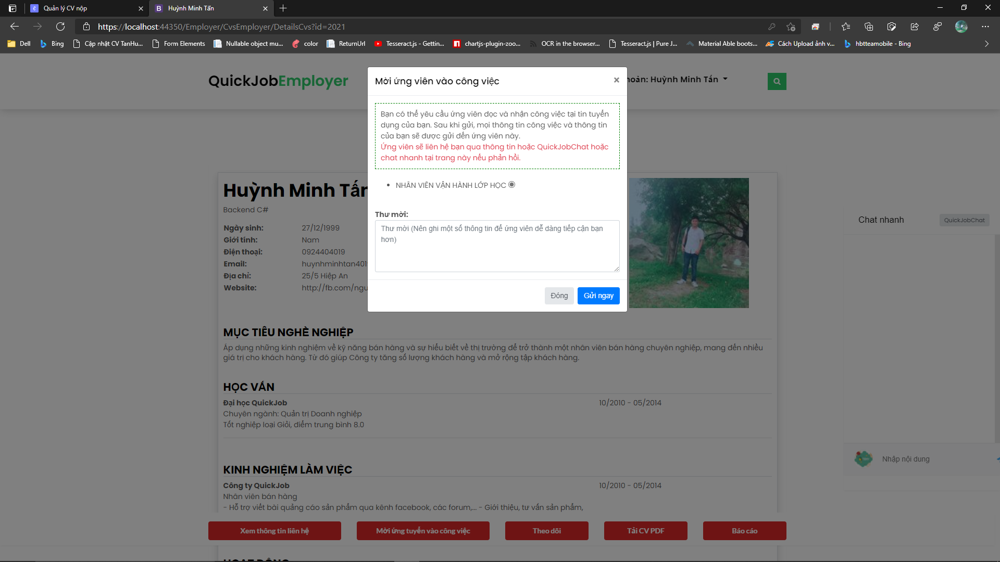 Quản lý CV nộp
Huỳnh Minh Tấn
https://localhost:44350/Employer/CvsEmployer/DetailsCvs?id=2021
Dell
Bing
Cập nhật CV TanHu...
Form Elements
Nullable object mu...
color
ReturnUrl
Tesseract.js - Gettin...
chartjs-plugin-zoo...
OCR in the browser...
Tesseract.js | Pure J...
Material Able boots...
Cách Upload ảnh v...
hbtteamobile - Bing
QuickJobEmployer
Huỳnh Minh Tấn
Mời ứng viên vào công việc
×
Bạn có thể yêu cầu ứng viên đọc và nhận công việc tại tin tuyển
dụng của bạn. Sau khi gửi, mọi thông tin công việc và thông tin
của bạn sẽ được gửi đến ứng viên này.
Ứng viên sẽ liên hệ bạn qua thông tin hoặc QuickJobChat hoặc
chat nhanh tại trang này nếu phản hồi.
NHÂN VIÊN VẬN HÀNH LỚP HỌC
Thư mời:
Thư mời (Nên ghi một số thông tin để ứng viên dễ dàng tiếp cận bạn
hơn)
Đóng
Gửi ngay
Huỳnh Minh Tấn
Backend C#
Ngày sinh: 27/12/1999
Giới tính: Nam
Điện thoại: 0924404019
Email: huynhminhtan401
Địa chỉ: 25/5 Hiệp An
Website: http://fb.com/ngu
MỤC TIÊU NGHỀ NGHIỆP
Áp dụng những kinh nghiệm về kỹ năng bán hàng và sự hiểu biết về thị trường để trở thành một nhân viên bán hàng chuyên nghiệp, mang đến nhiều
giá trị cho khách hàng. Từ đó giúp Công ty tăng số lượng khách hàng và mở rộng tập khách hàng.
HỌC VẤN
Đại học QuickJob 10/2010 - 05/2014
Chuyên ngành: Quản trị Doanh nghiệp
Tốt nghiệp loại Giỏi, điểm trung bình 8.0
KINH NGHIỆM LÀM VIỆC
Công ty QuickJob 10/2010 - 05/2014
Nhân viên bán hàng
- Hỗ trợ viết bài quảng cáo sản phẩm qua kênh facebook, các forum,... - Giới thiệu, tư vấn sản phẩm,
Chat nhanh
QuickJobChat
Nhập nội dung
Xem thông tin liên hệ
Mời ứng tuyển vào công việc
Theo dõi
Tải CV PDF
Báo cáo